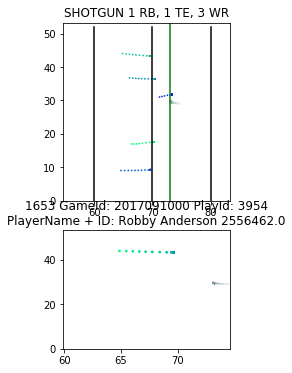 SHOTGUN 1 RB, 1 TE, 3 WR
50
40
30
20
10
0
60 70 80
1653 GameId: 2017091000 PlayId: 3954
PlayerName + ID: Robby Anderson 2556462.0
40
20
0
60 65 70